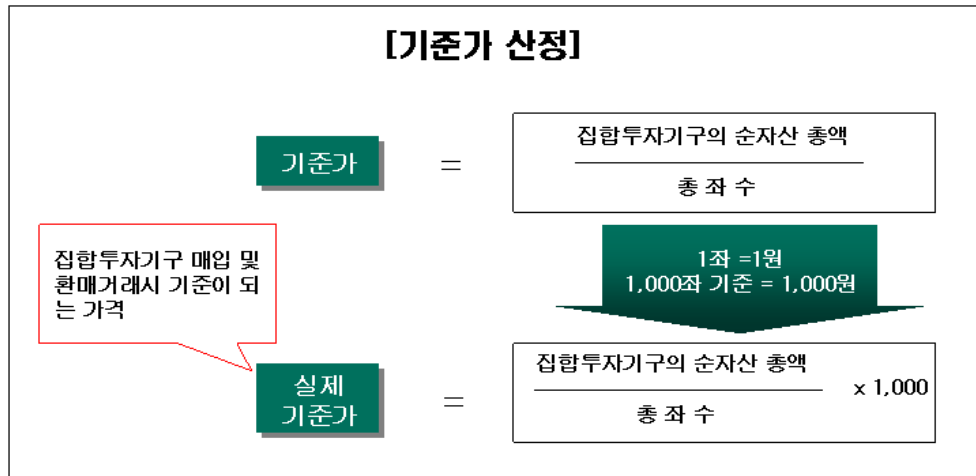 [기준가 산정]
기준가
=
집합투자기구의 순자산 총액
총 좌 수
집합투자기구 매입 및
환매거래시 기준이 되
는 가격
1좌 =1원
1,000좌 기준 = 1,000원
실제
기준가
=
집합투자기구의 순자산 총액
총 좌 수
x 1,000